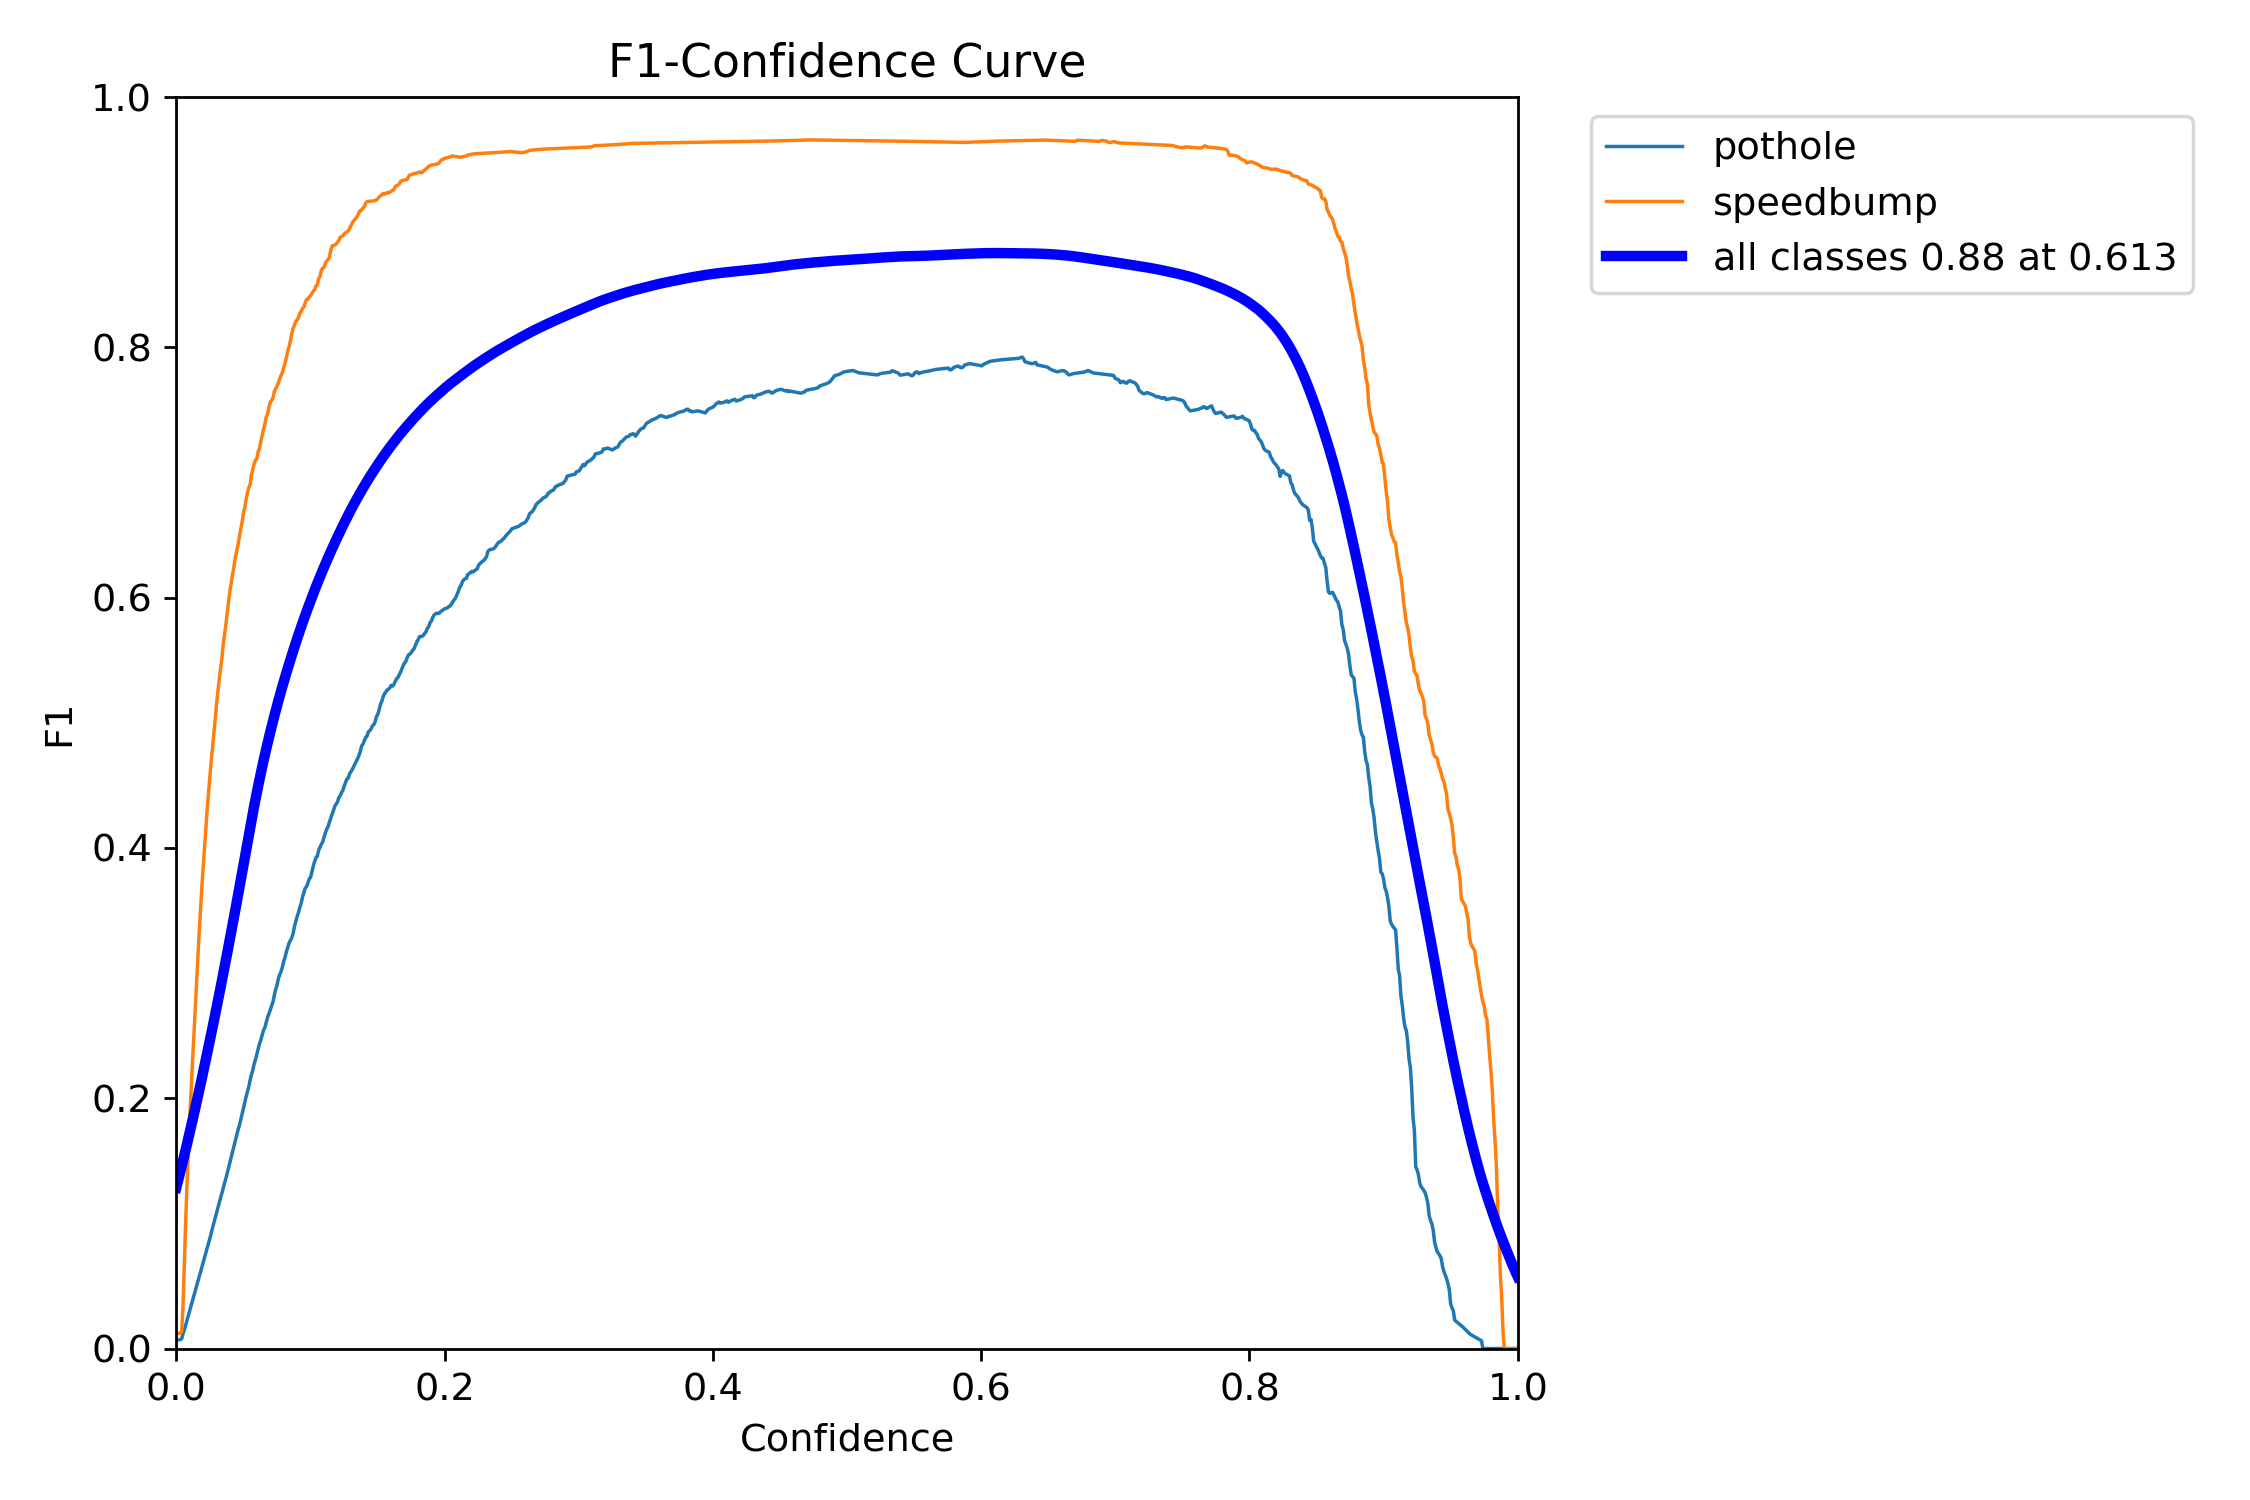 F1-Confidence Curve
1.0
0.8
0.6
0.4
0.2
0.0
F1
0.0 0.2 0.4 0.6 0.8 1.0
Confidence
pothole
speedbump
all classes 0.88 at 0.613